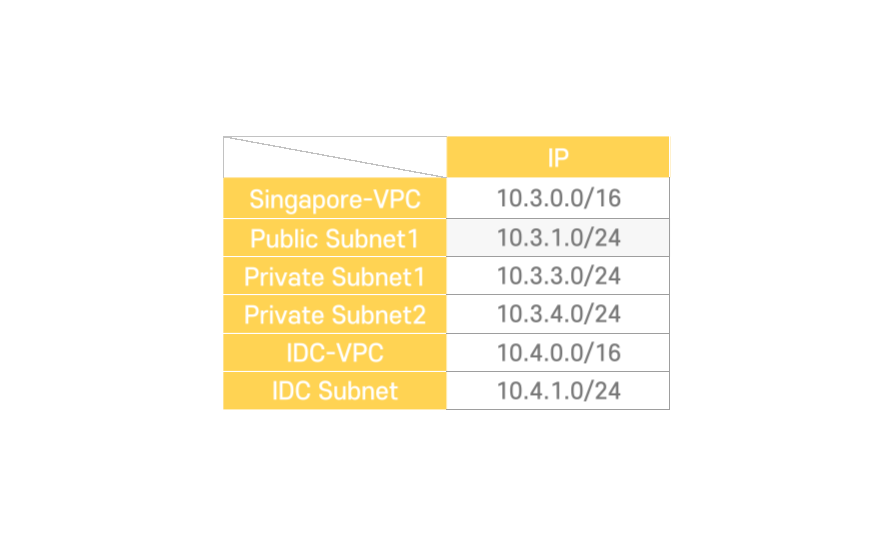 IP
Singapore-VPC 10.3.0.0/16
Public Subnet1 10.3.1.0/24
Private Subnet1 10.3.3.0/24
Private Subnet2 10.3.4.0/24
IDC-VPC 10.4.0.0/16
IDC Subnet 10.4.1.0/24